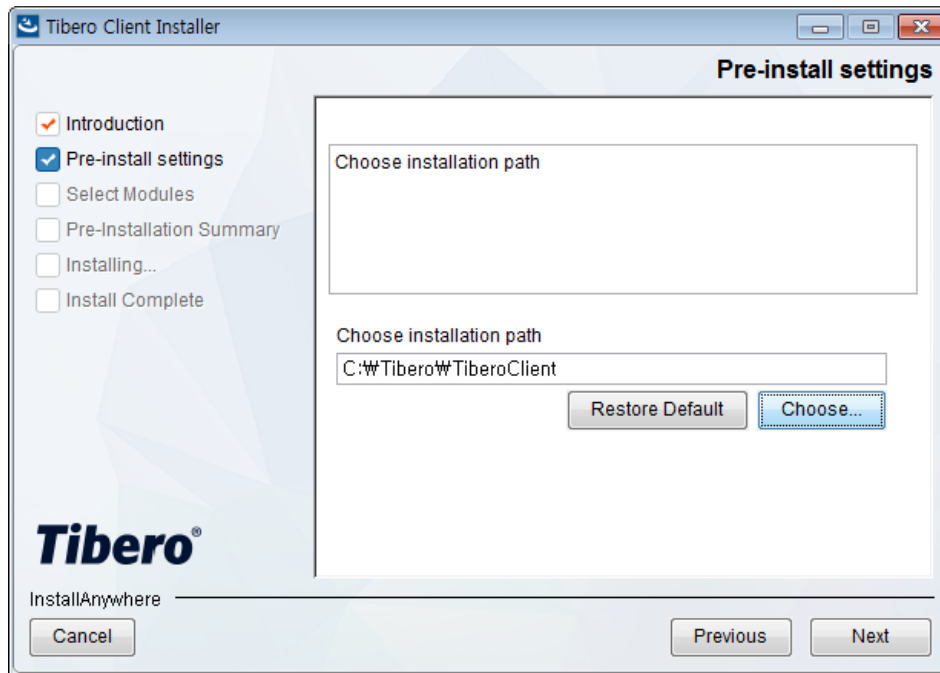 Tibero Client Installer
Pre-install settings
Introduction
Pre-install settings
Select Modules
Pre-Installation Summary
Installing...
Install Complete
Choose installation path
Choose installation path
C:₩Tibero₩TiberoClient
Restore Default
Choose...
Tibero®
InstallAnywhere
Cancel
Previous
Next